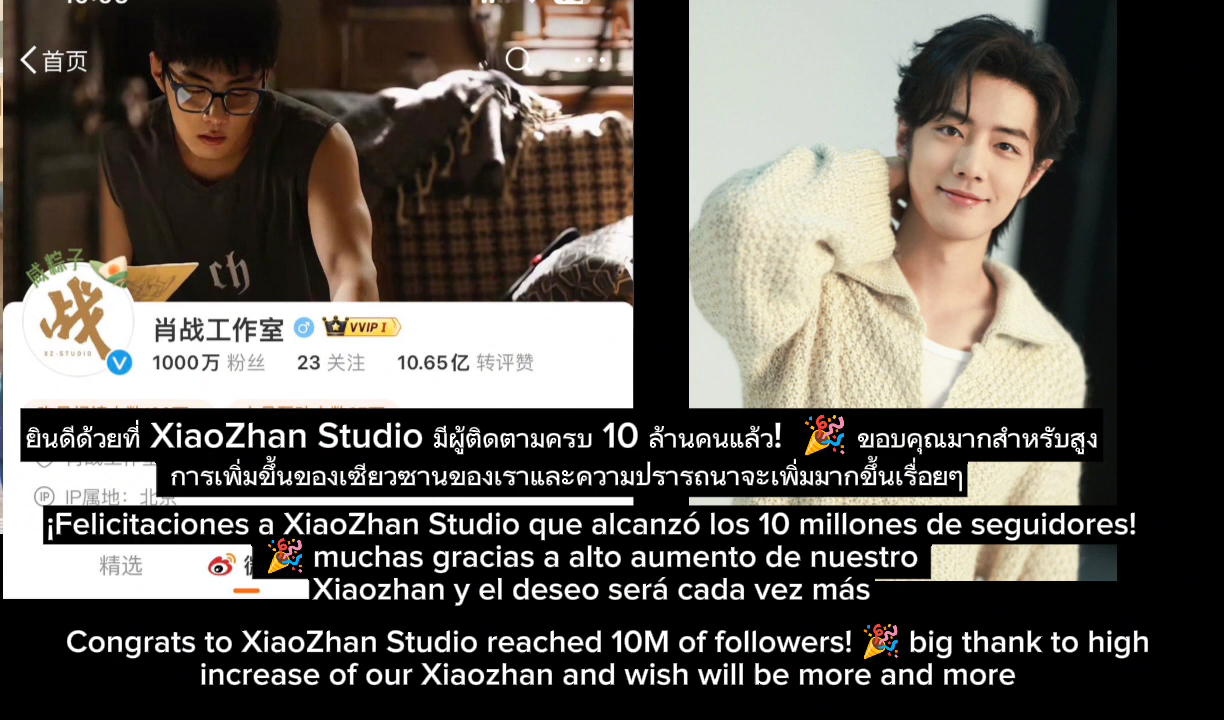 首页
ch
咸粽子
战
XZ-STUDIO
肖战工作室 VVIP I
1000万 粉丝 23 关注 10.65亿 转评赞
ยินดีด้วยที่ XiaoZhan Studio มีผู้ติดตามครบ 10 ล้านคนแล้ว! 🎉 ขอบคุณมากสำหรับสูง
การเพิ่มขึ้นของเซียวซานของเราและความปรารถนาจะเพิ่มมากขึ้นเรื่อยๆ
IP属地：北京
¡Felicitaciones a XiaoZhan Studio que alcanzó los 10 millones de seguidores!
🎉 muchas gracias a alto aumento de nuestro
Xiaozhan y el deseo será cada vez más
精选
Congrats to XiaoZhan Studio reached 10M of followers! 🎉 big thank to high
increase of our Xiaozhan and wish will be more and more